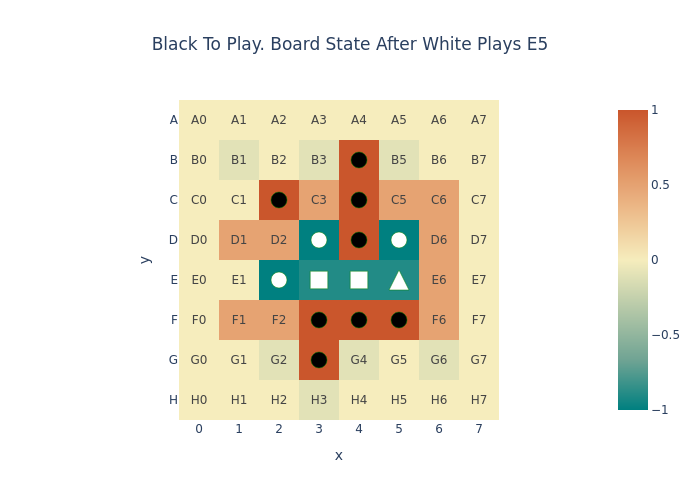 Black To Play. Board State After White Plays E5
A A0 A1 A2 A3 A4 A5 A6 A7 1
B B0 B1 B2 B3 B5 B6 B7
C C0 C1 C3 C5 C6 C7 0.5
D D0 D1 D2 D6 D7
y E E0 E1 E6 E7 0
F F0 F1 F2 F6 F7 −0.5
G G0 G1 G2 G4 G5 G6 G7
H H0 H1 H2 H3 H4 H5 H6 H7 −1
0 1 2 3 4 5 6 7
x